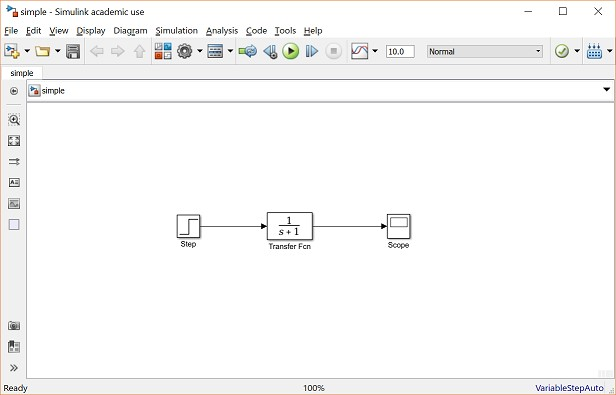 simple - Simulink academic use
File Edit View Display Diagram Simulation Analysis Code Tools Help
10.0 Normal
simple
simple
1
s + 1
Step
Transfer Fcn
Scope
Ready 100% VariableStepAuto